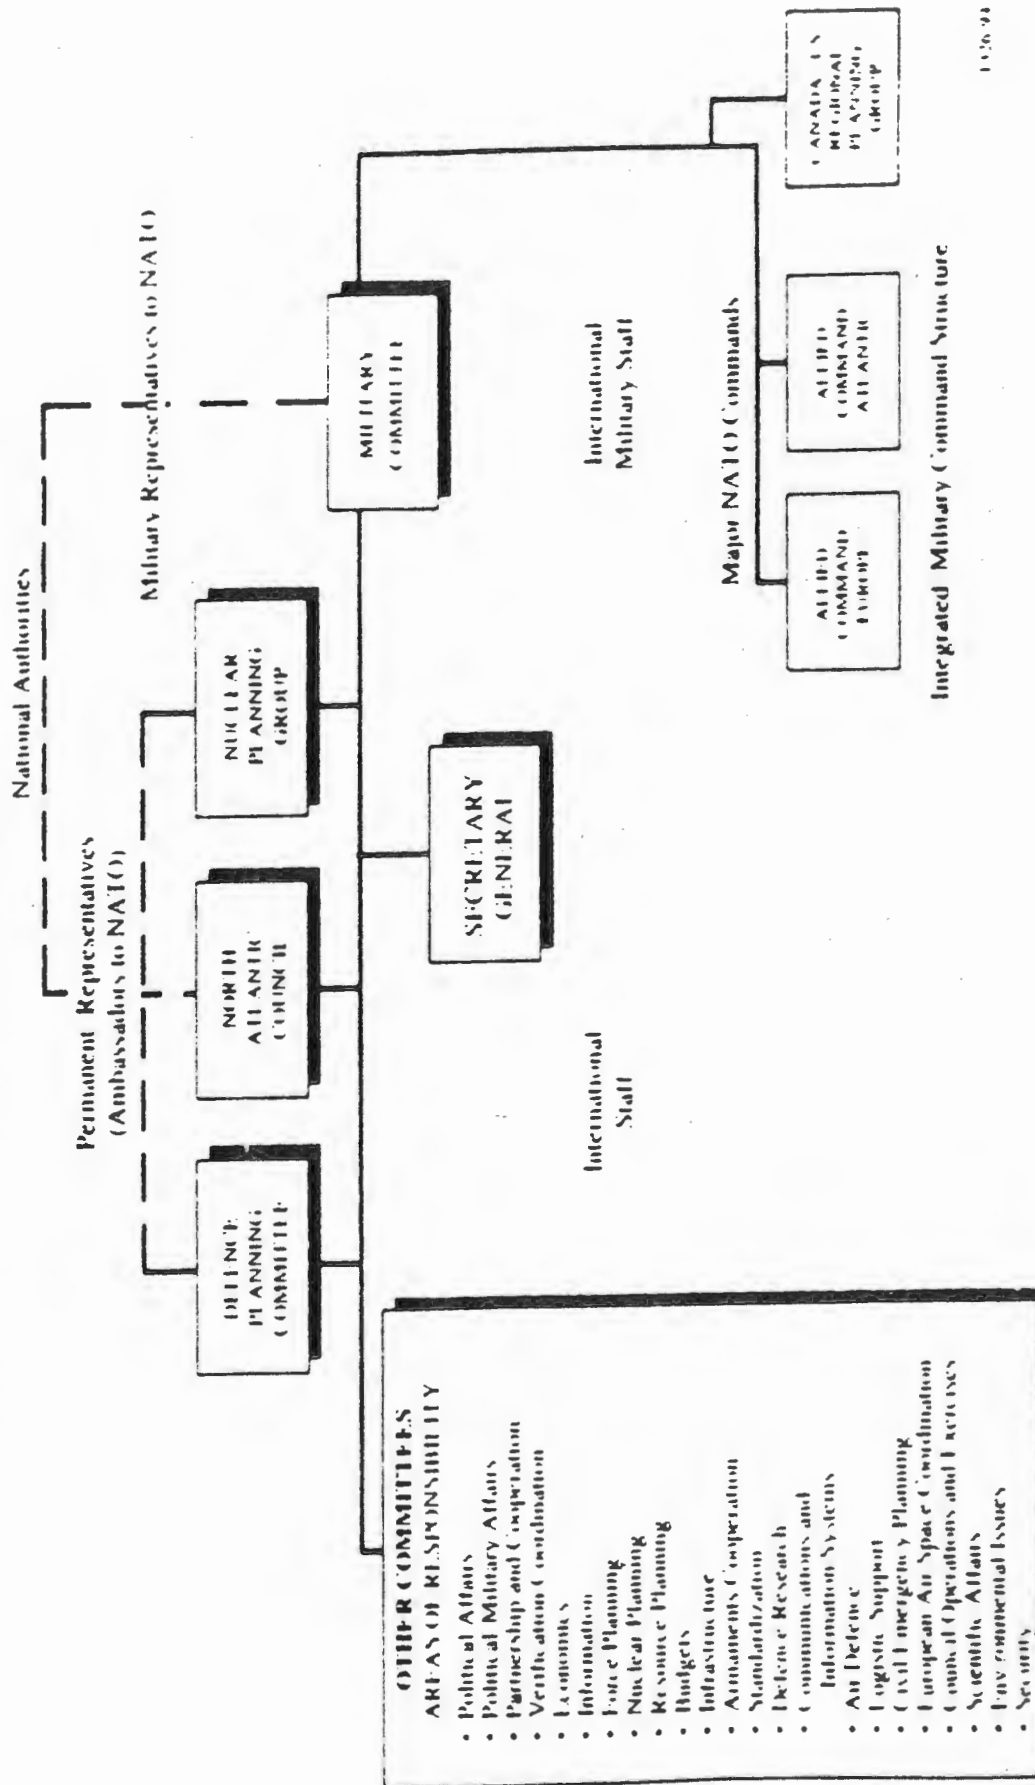 National Authorities
Permanent Representatives
(Ambassadors to NATO)
Military Representatives to NATO
DEFENCE
PLANNING
COMMITTEE
NORTH
ATLANTIC
COUNCIL
NUCLEAR
PLANNING
GROUP
MILITARY
COMMITTEE
SECRETARY
GENERAL
International
Staff
International
Military Staff
OTHER COMMITTEES
AREAS OF RESPONSIBILITY
• Political Affairs
• Political Military Affairs
• Partnership and Cooperation
• Verification Coordination
• Economics
• Information
• Force Planning
• Nuclear Planning
• Resource Planning
• Budgets
• Infrastructure
• Armaments Cooperation
• Standardization
• Defence Research
• Communications and
Information Systems
• Air Defence
• Logistic Support
• Civil Emergency Planning
• European Air Space Coordination
• Council Operations and Exercises
• Scientific Affairs
• Environmental Issues
• Security
Major NATO Commands
ALLIED
COMMAND
EUROPE
ALLIED
COMMAND
ATLANTIC
CANADA US
REGIONAL
PLANNING
GROUP
Integrated Military Command Structure